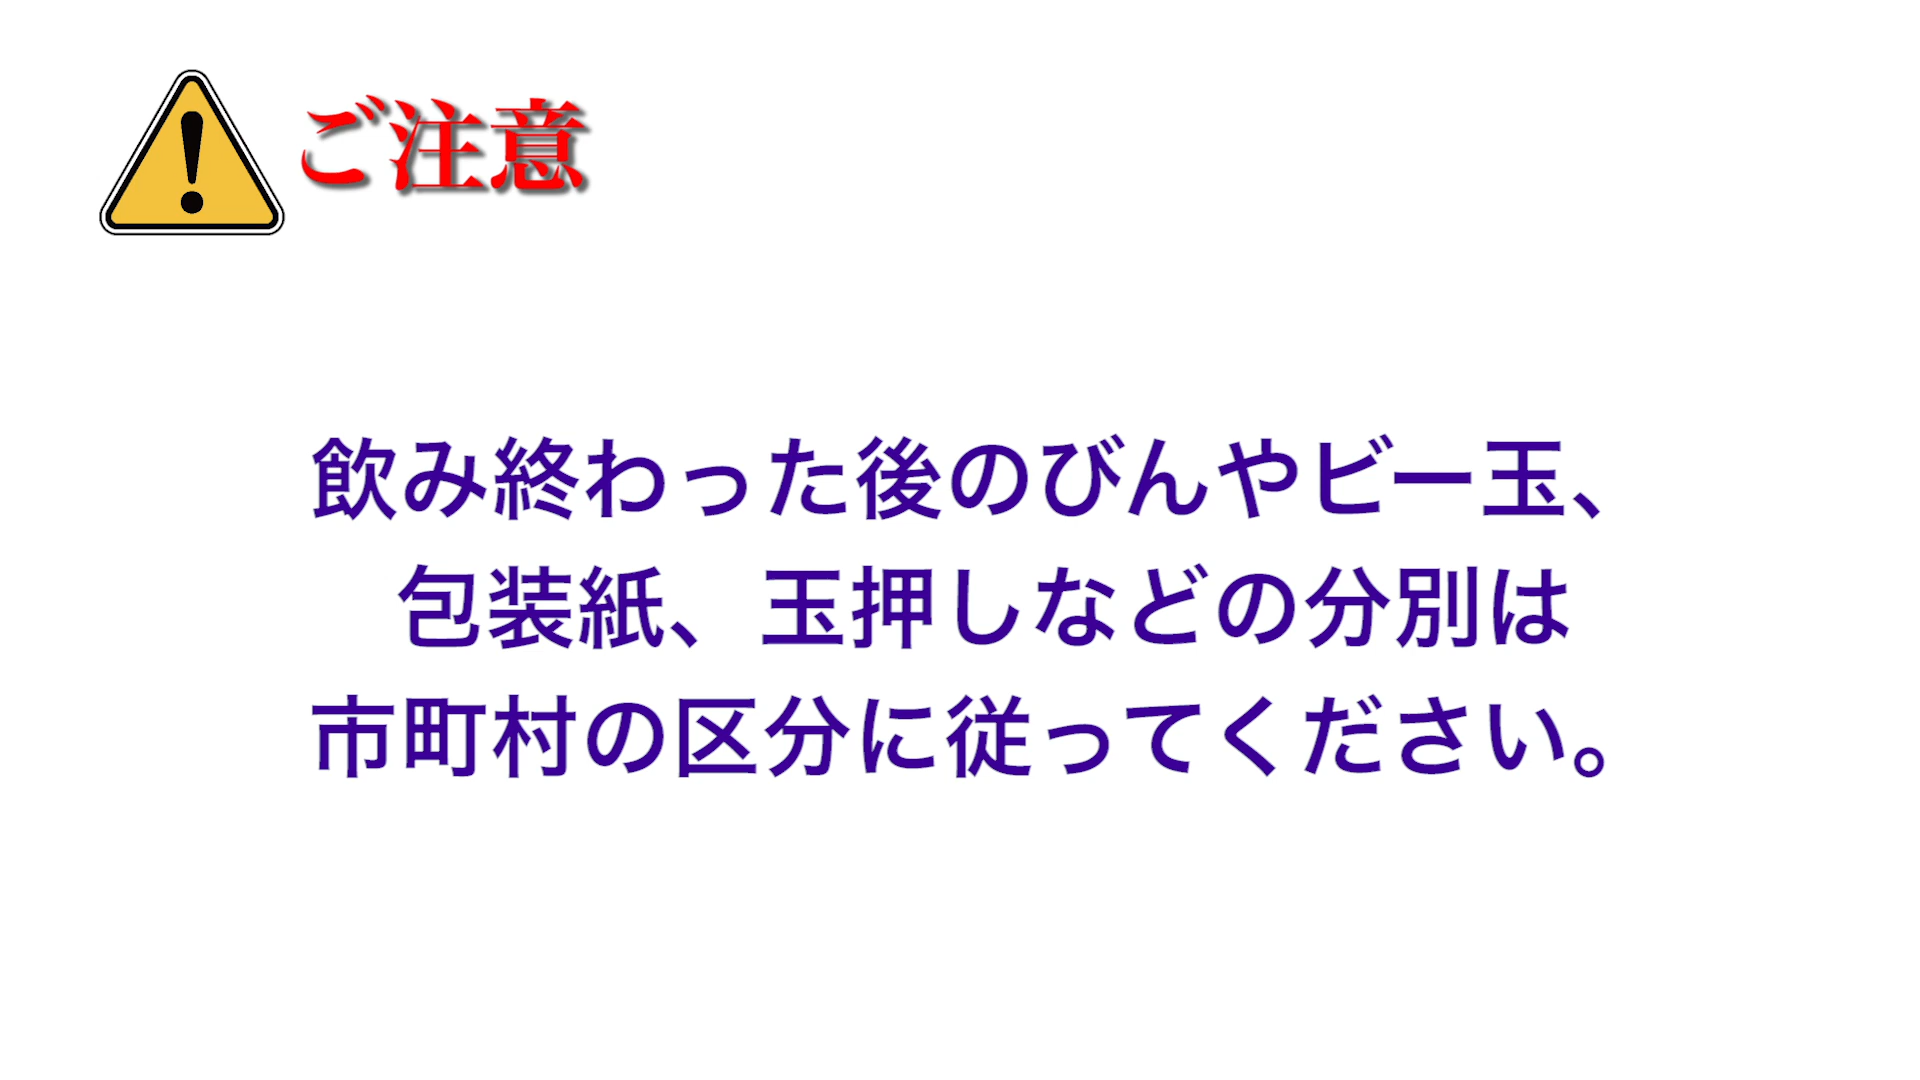 ご注意
飲み終わった後のびんやビー玉、
包装紙、玉押しなどの分別は
市町村の区分に従ってください。